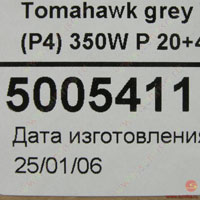 Tomahawk grey
(P4) 350W P 20+4
5005411
Дата изготовления
25/01/06